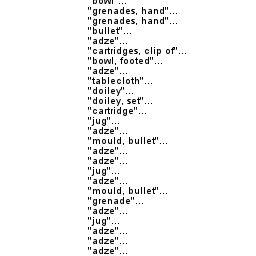 "bowl"...
"grenades, hand"...
"grenades, hand"...
"bullet"...
"adze"...
"cartridges, clip of"...
"bowl, footed"...
"adze"...
"tablecloth"...
"doiley"...
"doiley, set"...
"cartridge"...
"jug"...
"adze"...
"mould, bullet"...
"adze"...
"adze"...
"jug"...
"adze"...
"mould, bullet"...
"grenade"...
"adze"...
"jug"...
"adze"...
"adze"...
"adze"...